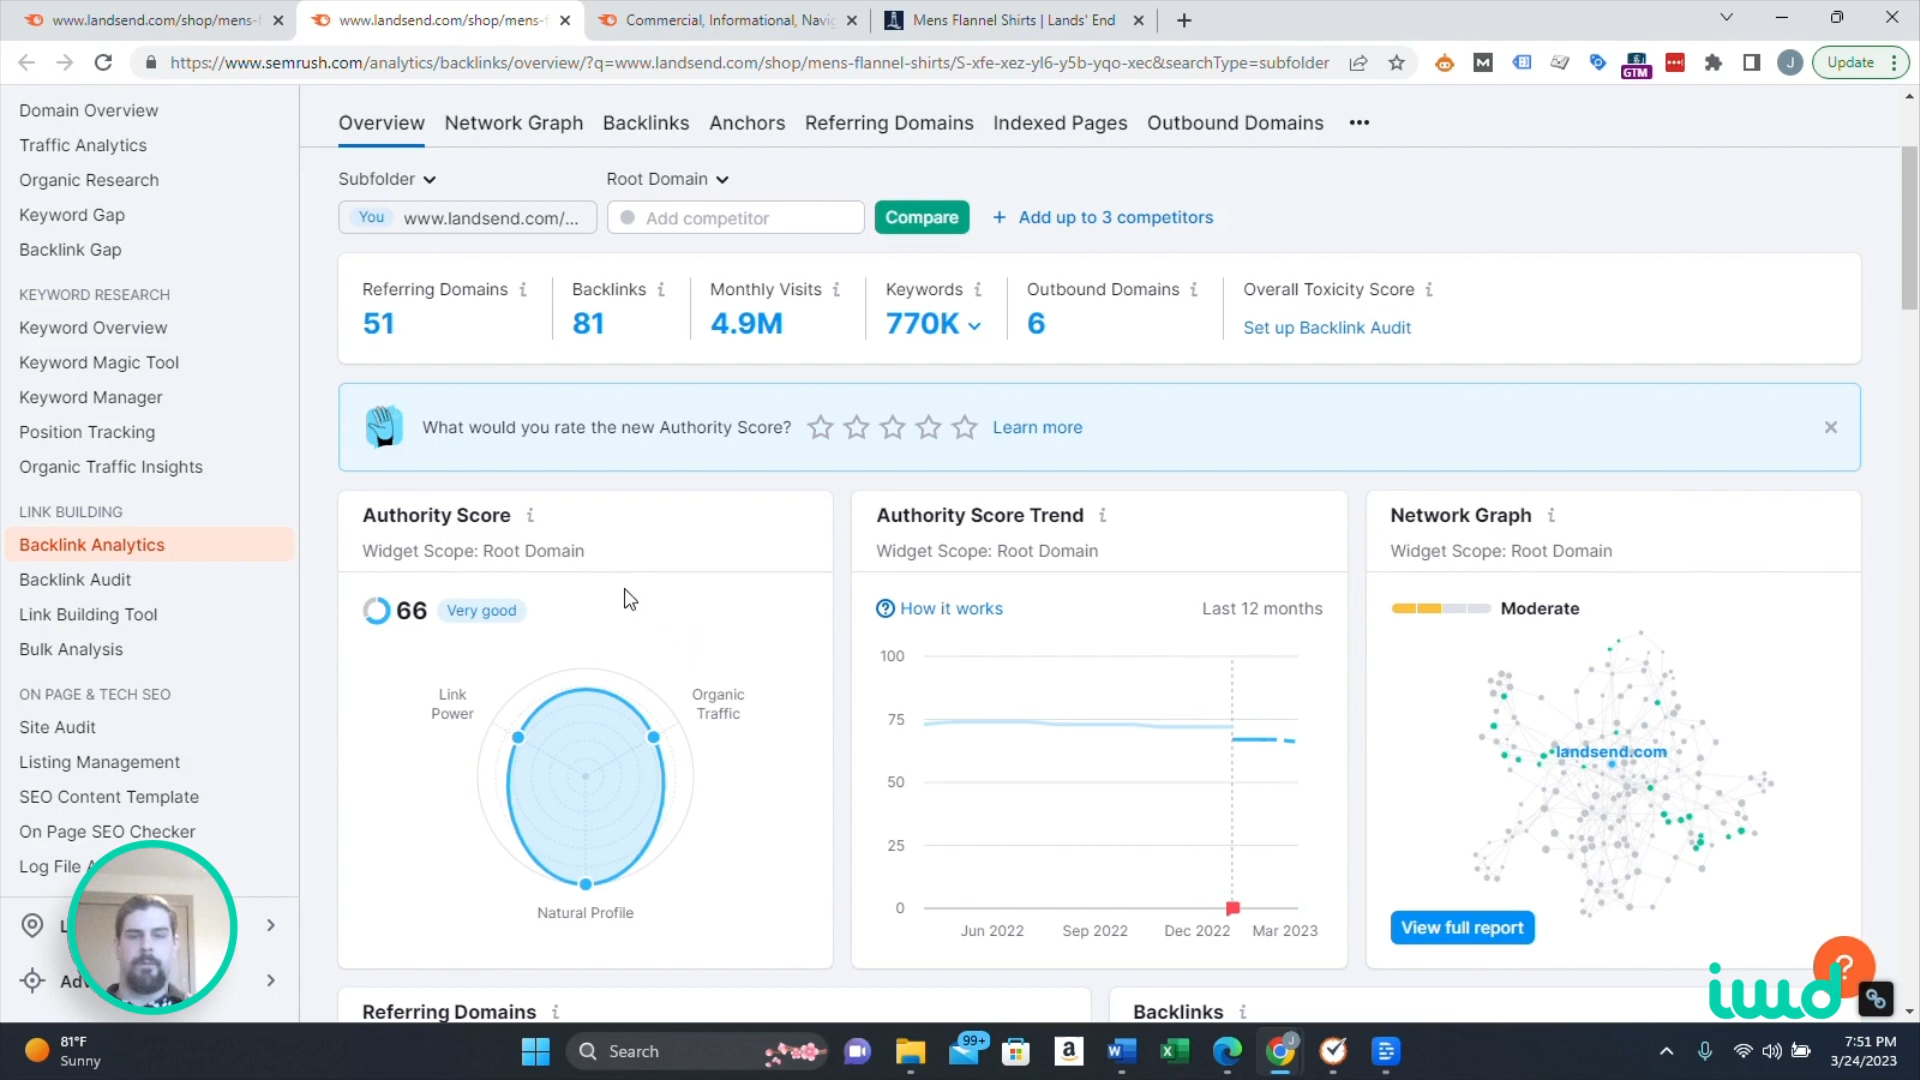 www.landsend.com/shop/mens-f
www.landsend.com/shop/mens-f
Commercial, Informational, Navig
Mens Flannel Shirts | Lands' End
https://www.semrush.com/analytics/backlinks/overview/?q=www.landsend.com/shop/mens-flannel-shirts/S-xfe-xez-yl6-y5b-yqo-xec&searchType=subfolder
M
GTM
J
Update
Domain Overview
Traffic Analytics
Organic Research
Keyword Gap
Backlink Gap
KEYWORD RESEARCH
Keyword Overview
Keyword Magic Tool
Keyword Manager
Position Tracking
Organic Traffic Insights
LINK BUILDING
Backlink Analytics
Backlink Audit
Link Building Tool
Bulk Analysis
ON PAGE & TECH SEO
Site Audit
Listing Management
SEO Content Template
On Page SEO Checker
Log File A
L
Adv
Overview Network Graph Backlinks Anchors Referring Domains Indexed Pages Outbound Domains •••
Subfolder
Root Domain
You www.landsend.com/...
Add competitor
Compare
+ Add up to 3 competitors
Referring Domains i
51
Backlinks i
81
Monthly Visits i
4.9M
Keywords i
770K
Outbound Domains i
6
Overall Toxicity Score i
Set up Backlink Audit
What would you rate the new Authority Score?
Learn more
Authority Score i
Widget Scope: Root Domain
66 Very good
Link
Power
Organic
Traffic
Natural Profile
Authority Score Trend i
Widget Scope: Root Domain
? How it works
Last 12 months
100
75
50
25
0
Jun 2022 Sep 2022 Dec 2022 Mar 2023
Network Graph i
Widget Scope: Root Domain
Moderate
landsend.com
View full report
?
iwd
Referring Domains i
Backlinks i
81°F
Sunny
Search
99+
a
W
X
J
7:51 PM
3/24/2023